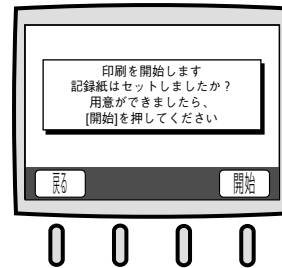 印刷を開始します
記録紙はセットしましたか?
用意ができましたら、
[開始]を押してください
戻る
開始